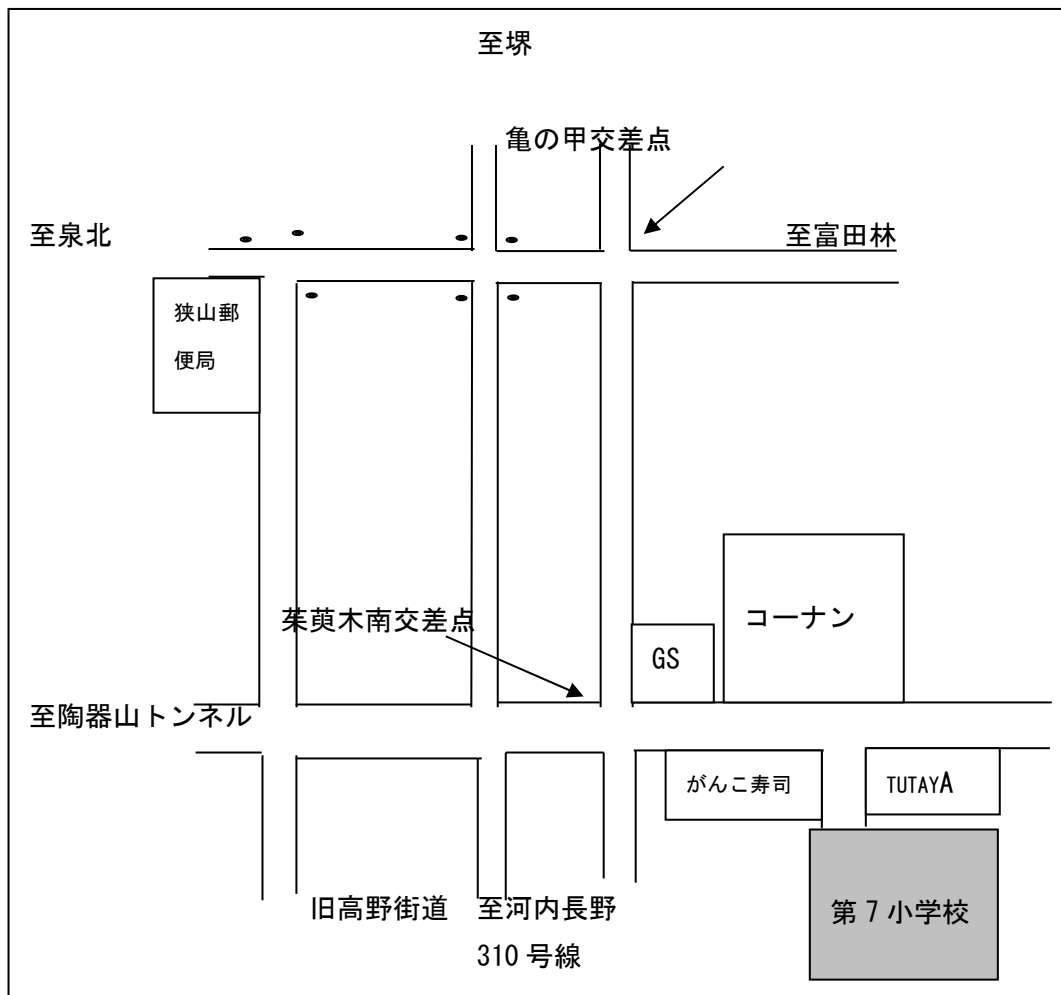 至堺
亀の甲交差点
至泉北
至富田林
狭山郵
便局
茱萸木南交差点
コーナン
GS
至陶器山トンネル
がんこ寿司
TUTAYA
旧高野街道 至河内長野
第7小学校
310号線